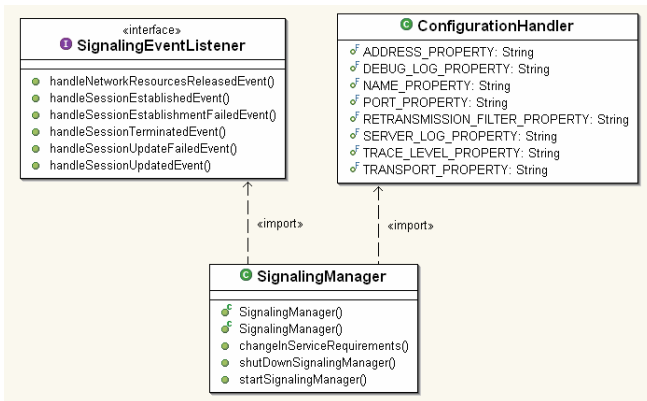 «interface»
I SignalingEventListener
handleNetworkResourcesReleasedEvent()
handleSessionEstablishedEvent()
handleSessionEstablishmentFailedEvent()
handleSessionTerminatedEvent()
handleSessionUpdateFailedEvent()
handleSessionUpdatedEvent()
C ConfigurationHandler
F ADDRESS_PROPERTY: String
F DEBUG_LOG_PROPERTY: String
F NAME_PROPERTY: String
F PORT_PROPERTY: String
F RETRANSMISSION_FILTER_PROPERTY: String
F SERVER_LOG_PROPERTY: String
F TRACE_LEVEL_PROPERTY: String
F TRANSPORT_PROPERTY: String
«import»
«import»
C SignalingManager
C SignalingManager()
C SignalingManager()
changeInServiceRequirements()
shutDownSignalingManager()
startSignalingManager()